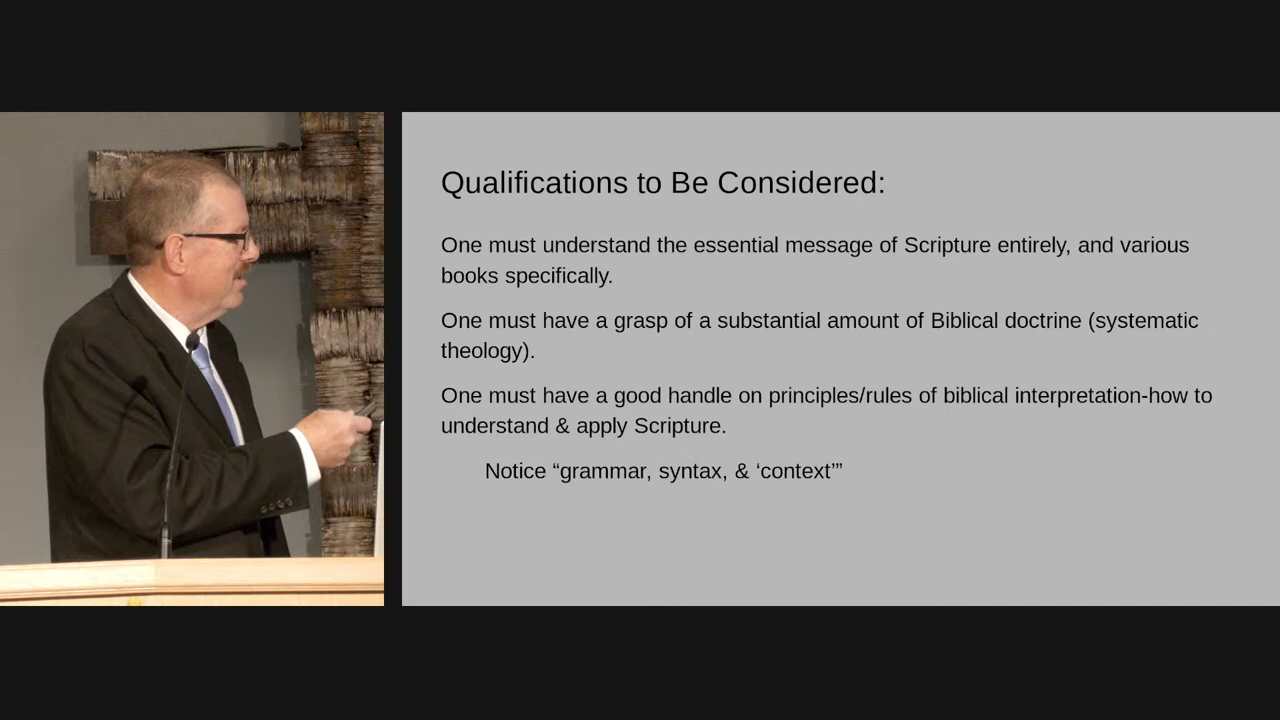 Qualifications to Be Considered:
One must understand the essential message of Scripture entirely, and various
books specifically.
One must have a grasp of a substantial amount of Biblical doctrine (systematic
theology).
One must have a good handle on principles/rules of biblical interpretation-how to
understand & apply Scripture.
Notice “grammar, syntax, & ‘context’”